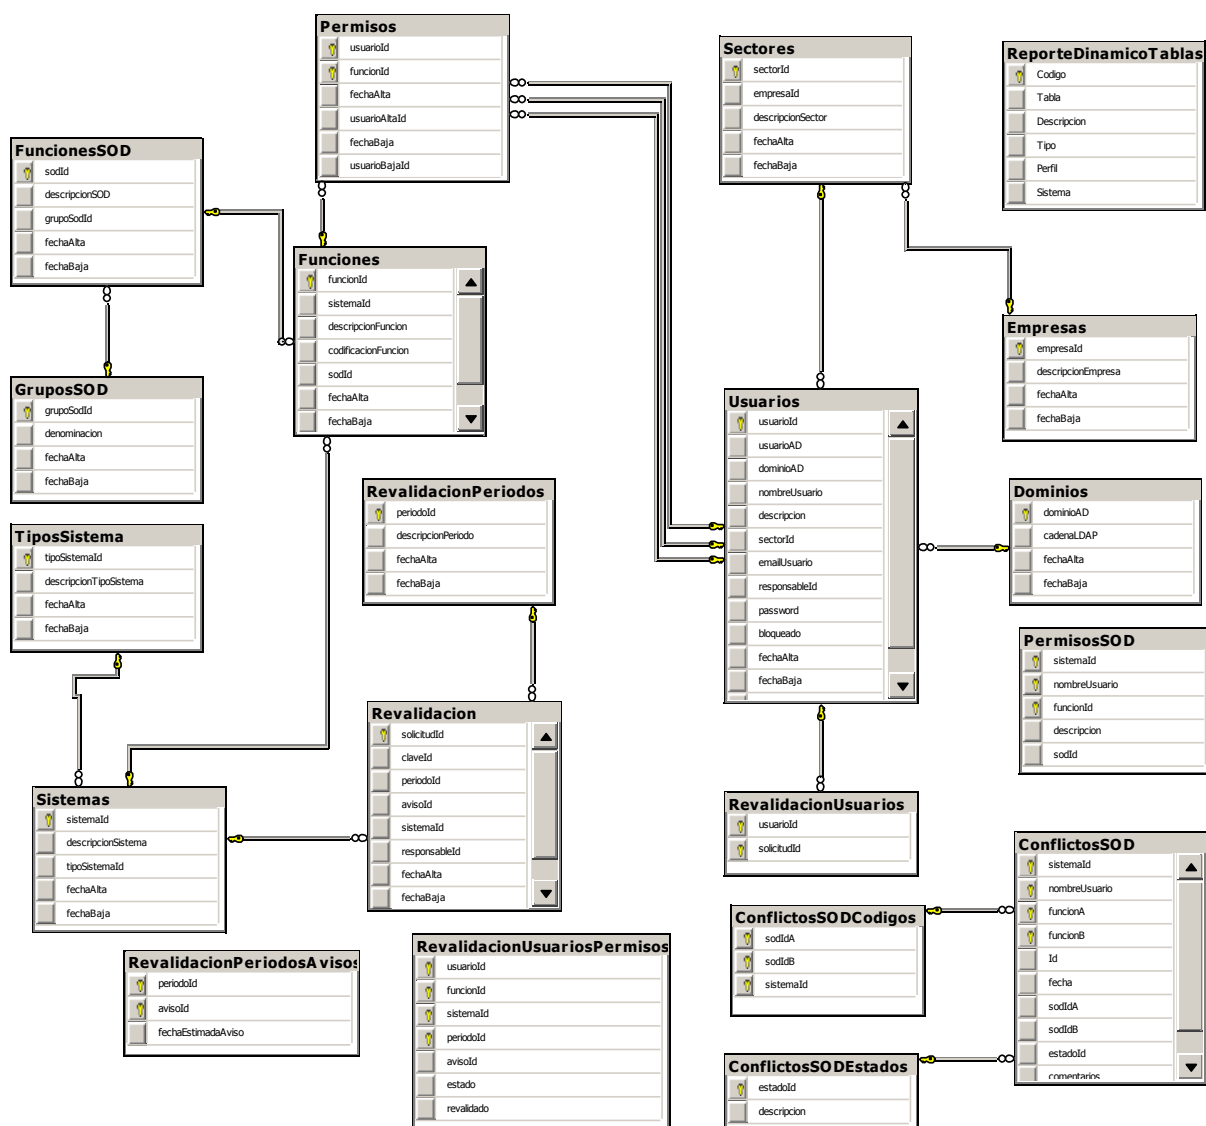 Permisos
usuarioId
funcionId
fechaAlta
usuarioAltaId
fechaBaja
usuarioBajaId
Sectores
sectorId
empresaId
descripcionSector
fechaAlta
fechaBaja
ReporteDinamicoTablas
Codigo
Tabla
Descripcion
Tipo
Perfil
Sistema
FuncionesSOD
sodId
descripcionSOD
grupoSodId
fechaAlta
fechaBaja
Funciones
funcionId
sistemaId
descripcionFuncion
codificacionFuncion
sodId
fechaAlta
fechaBaja
Empresas
empresaId
descripcionEmpresa
fechaAlta
fechaBaja
GruposSOD
grupoSodId
denominacion
fechaAlta
fechaBaja
Usuarios
usuarioId
usuarioAD
dominioAD
nombreUsuario
descripcion
sectorId
emailUsuario
responsableId
password
bloqueado
fechaAlta
fechaBaja
RevalidacionPeriodos
periodoId
descripcionPeriodo
fechaAlta
fechaBaja
Dominios
dominioAD
cadenaLDAP
fechaAlta
fechaBaja
TiposSistema
tipoSistemaId
descripcionTipoSistema
fechaAlta
fechaBaja
PermisosSOD
sistemaId
nombreUsuario
funcionId
descripcion
sodId
Revalidacion
solicitudId
claveId
periodoId
avisoId
sistemaId
responsableId
fechaAlta
fechaBaja
Sistemas
sistemaId
descripcionSistema
tipoSistemaId
fechaAlta
fechaBaja
RevalidacionUsuarios
usuarioId
solicitudId
ConflictosSOD
sistemaId
nombreUsuario
funcionA
funcionB
Id
fecha
sodIdA
sodIdB
estadoId
comentarios
ConflictosSODCodigos
sodIdA
sodIdB
sistemaId
RevalidacionPeriodosAvisos
periodoId
avisoId
fechaEstimadaAviso
RevalidacionUsuariosPermisos
usuarioId
funcionId
sistemaId
periodoId
avisoId
estado
revalidado
ConflictosSODEstados
estadoId
descripcion